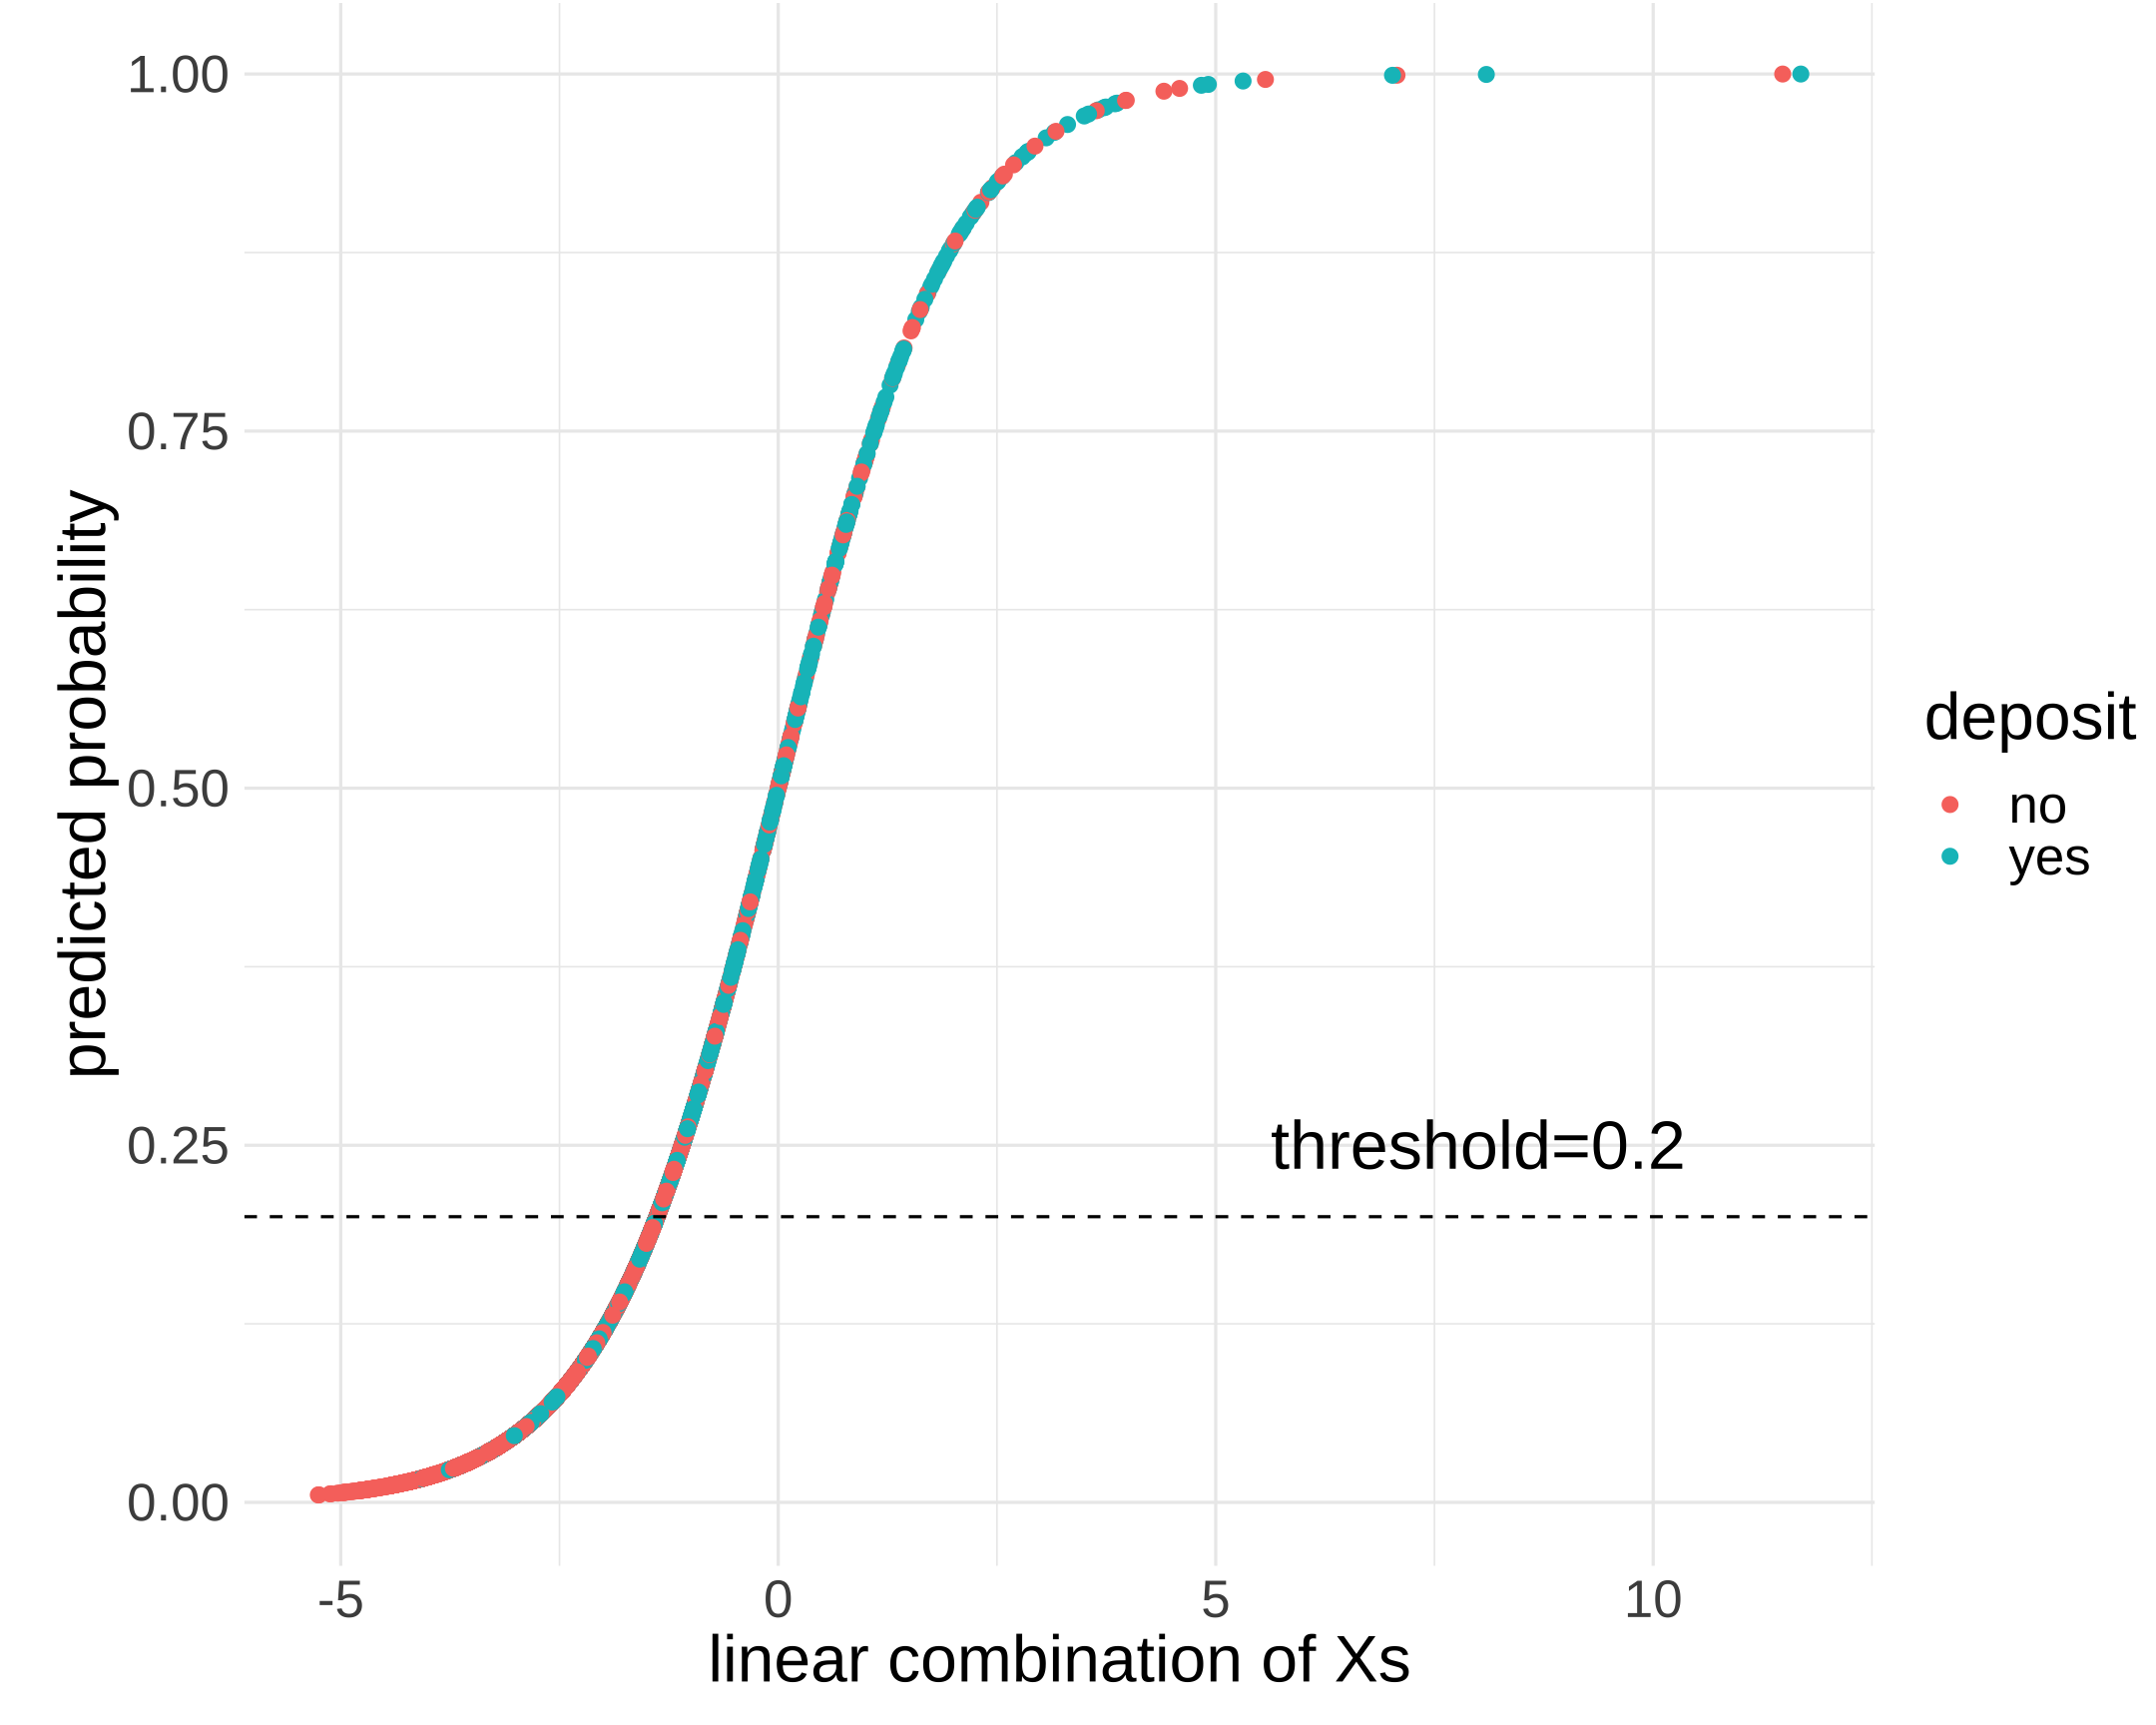 1.00
0.75
0.50
0.25
0.00
predicted probability
threshold=0.2
-5
0
5
10
linear combination of Xs
deposit
no
yes